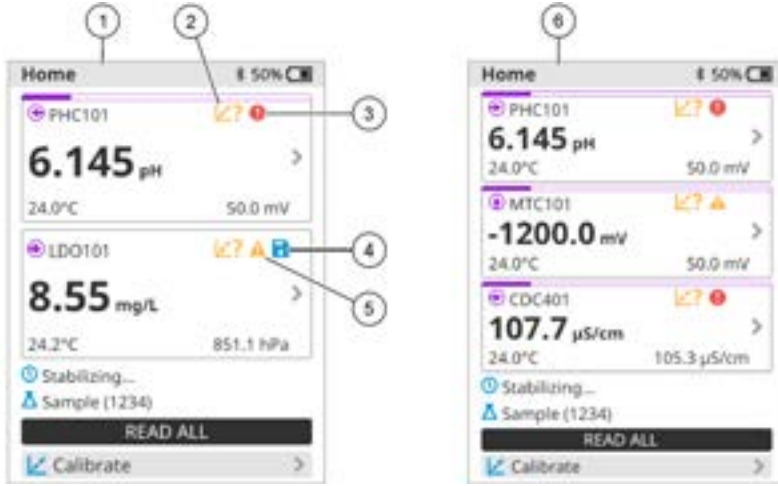 1
2
Home 50%
PHC101 ? !
3
6.145 pH
24.0°C 50.0 mV
LDO101 ?
4
5
8.55 mg/L
24.2°C 851.1 hPa
Stabilizing...
Sample (1234)
READ ALL
Calibrate
6
Home 50%
PHC101 ? !
6.145 pH
24.0°C 50.0 mV
MTC101 ?
-1200.0 mV
24.0°C 50.0 mV
CDC401 ? !
107.7 µS/cm
24.0°C 105.3 µS/cm
Stabilizing...
Sample (1234)
READ ALL
Calibrate